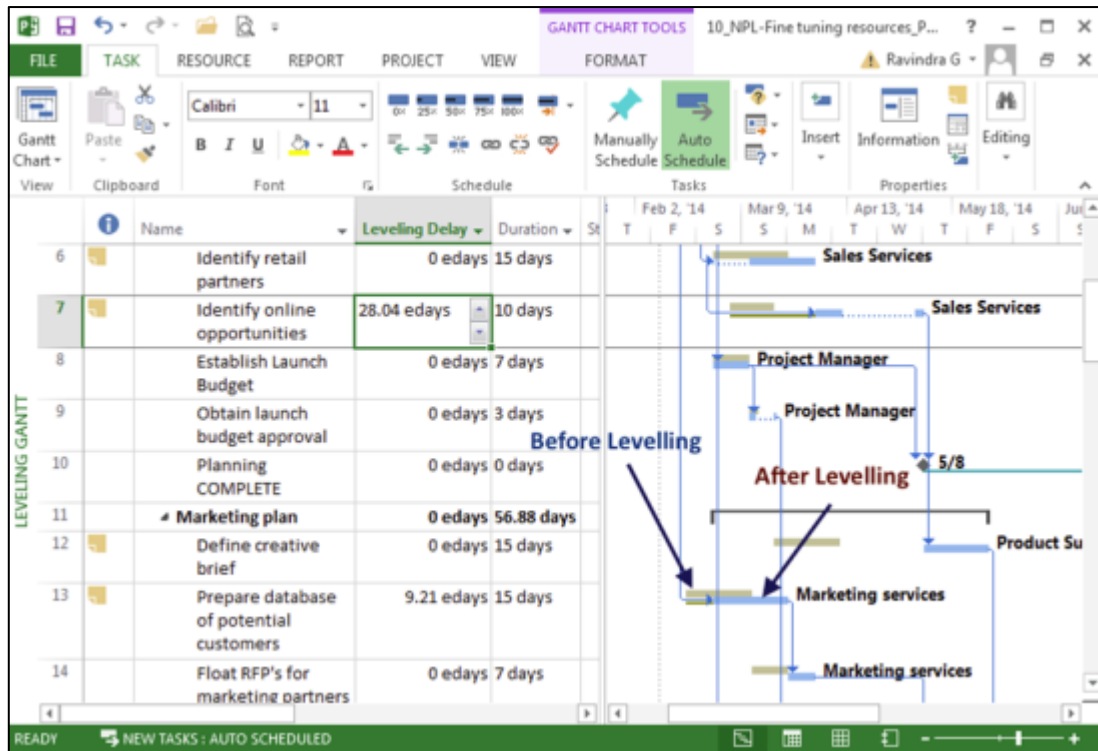 GANTT CHART TOOLS 10_NPL-Fine tuning resources_P... ?
FILE TASK RESOURCE REPORT PROJECT VIEW FORMAT Ravindra G
Calibri 11
0% 25% 50% 75% 100%
B I U A
Gantt Chart
Paste
Manually Schedule
Auto Schedule
Insert
Information
Editing
View Clipboard Font Schedule Tasks Properties
Name Leveling Delay Duration St
Feb 2, '14 Mar 9, '14 Apr 13, '14 May 18, '14
T F S S M T W T F S S
6 Identify retail 0 edays 15 days Sales Services
partners
7 Identify online 28.04 edays 10 days Sales Services
opportunities
8 Establish Launch 0 edays 7 days Project Manager
Budget
9 Obtain launch 0 edays 3 days Project Manager
budget approval
Before Levelling
10 Planning 0 edays 0 days 5/8
COMPLETE
After Levelling
11 Marketing plan 0 edays 56.88 days
12 Define creative 0 edays 15 days Product Su
brief
13 Prepare database 9.21 edays 15 days Marketing services
of potential
customers
14 Float RFP's for 0 edays 7 days Marketing services
marketing partners
LEVELING GANTT
READY NEW TASKS : AUTO SCHEDULED